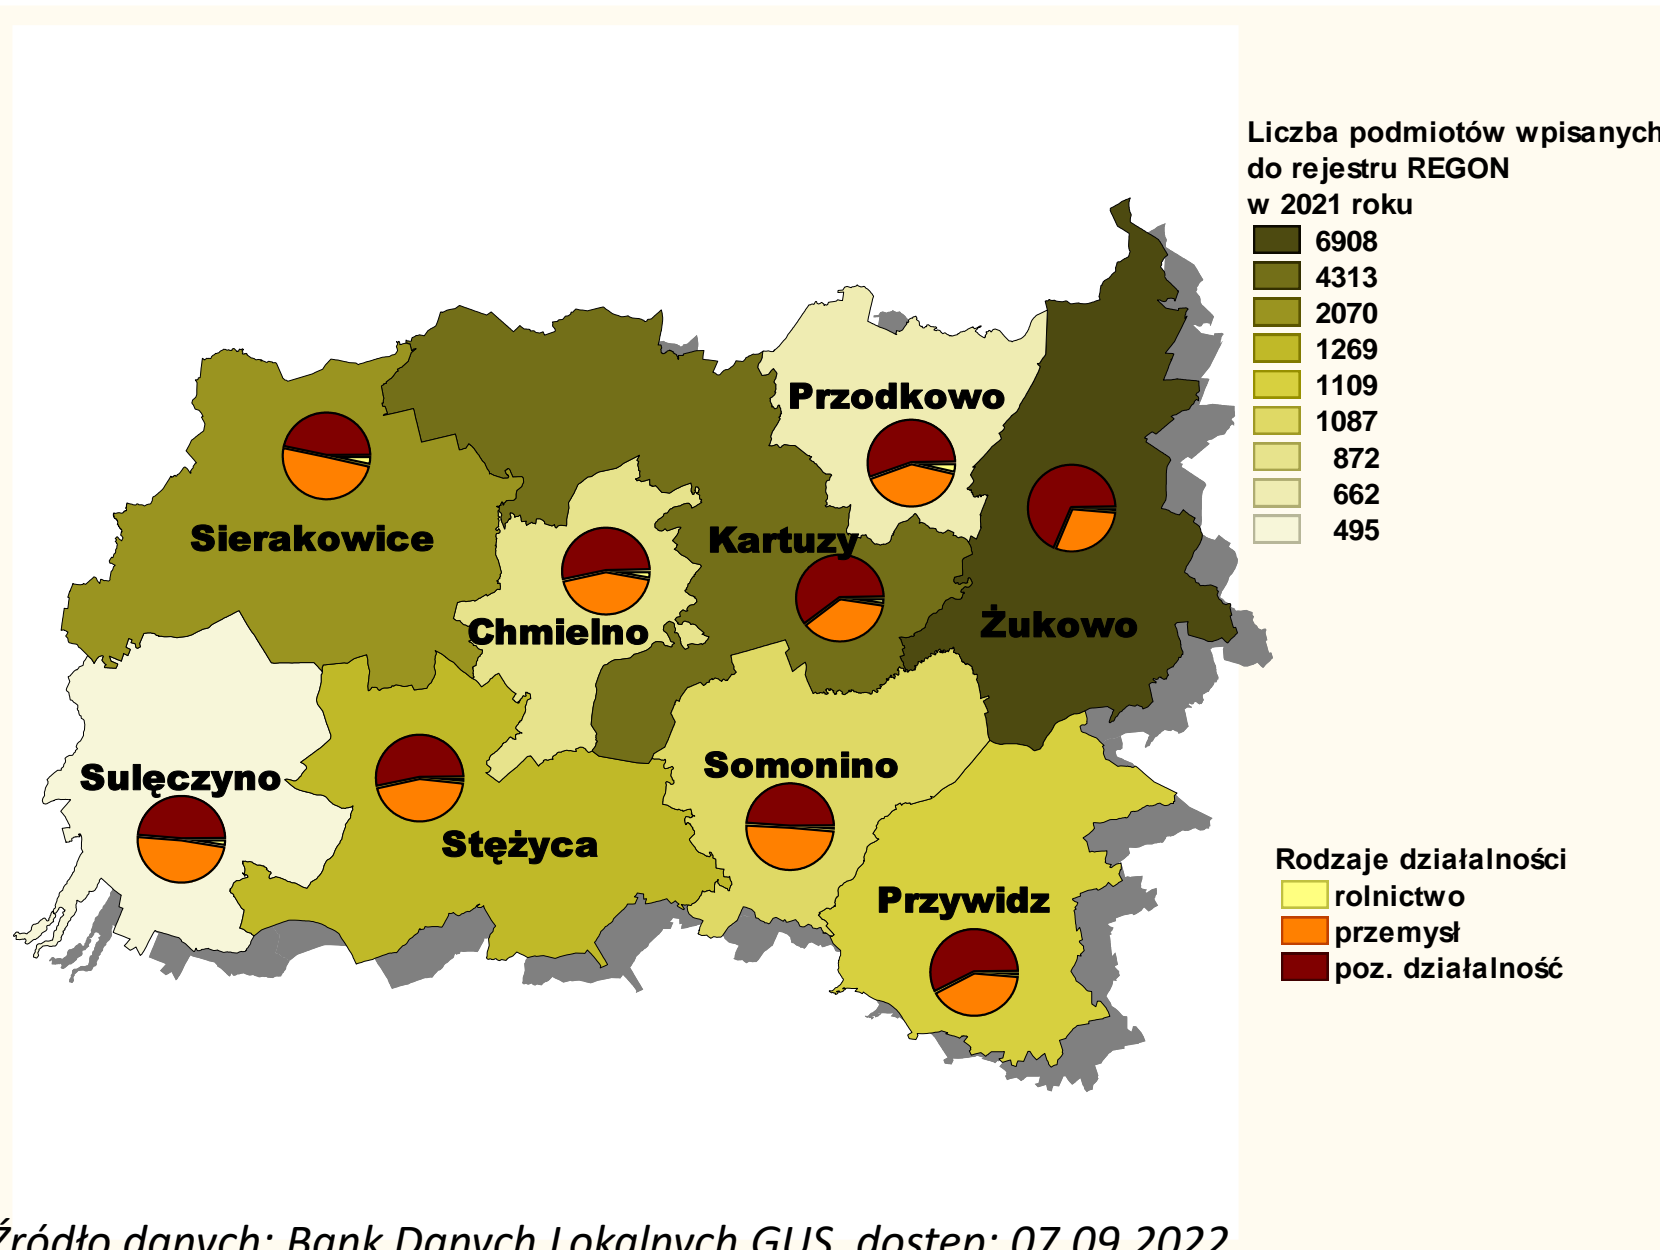 Liczba podmiotów wpisanych
do rejestru REGON
w 2021 roku
6908
4313
2070
1269
1109
1087
872
662
495
Przodkowo
Sierakowice
Kartuzy
Chmielno
Żukowo
Sulęczyno
Somonino
Stężyca
Przywidz
Rodzaje działalności
rolnictwo
przemysł
poz. działalność
Źródło danych: Bank Danych Lokalnych GUS, dostęp: 07.09.2022